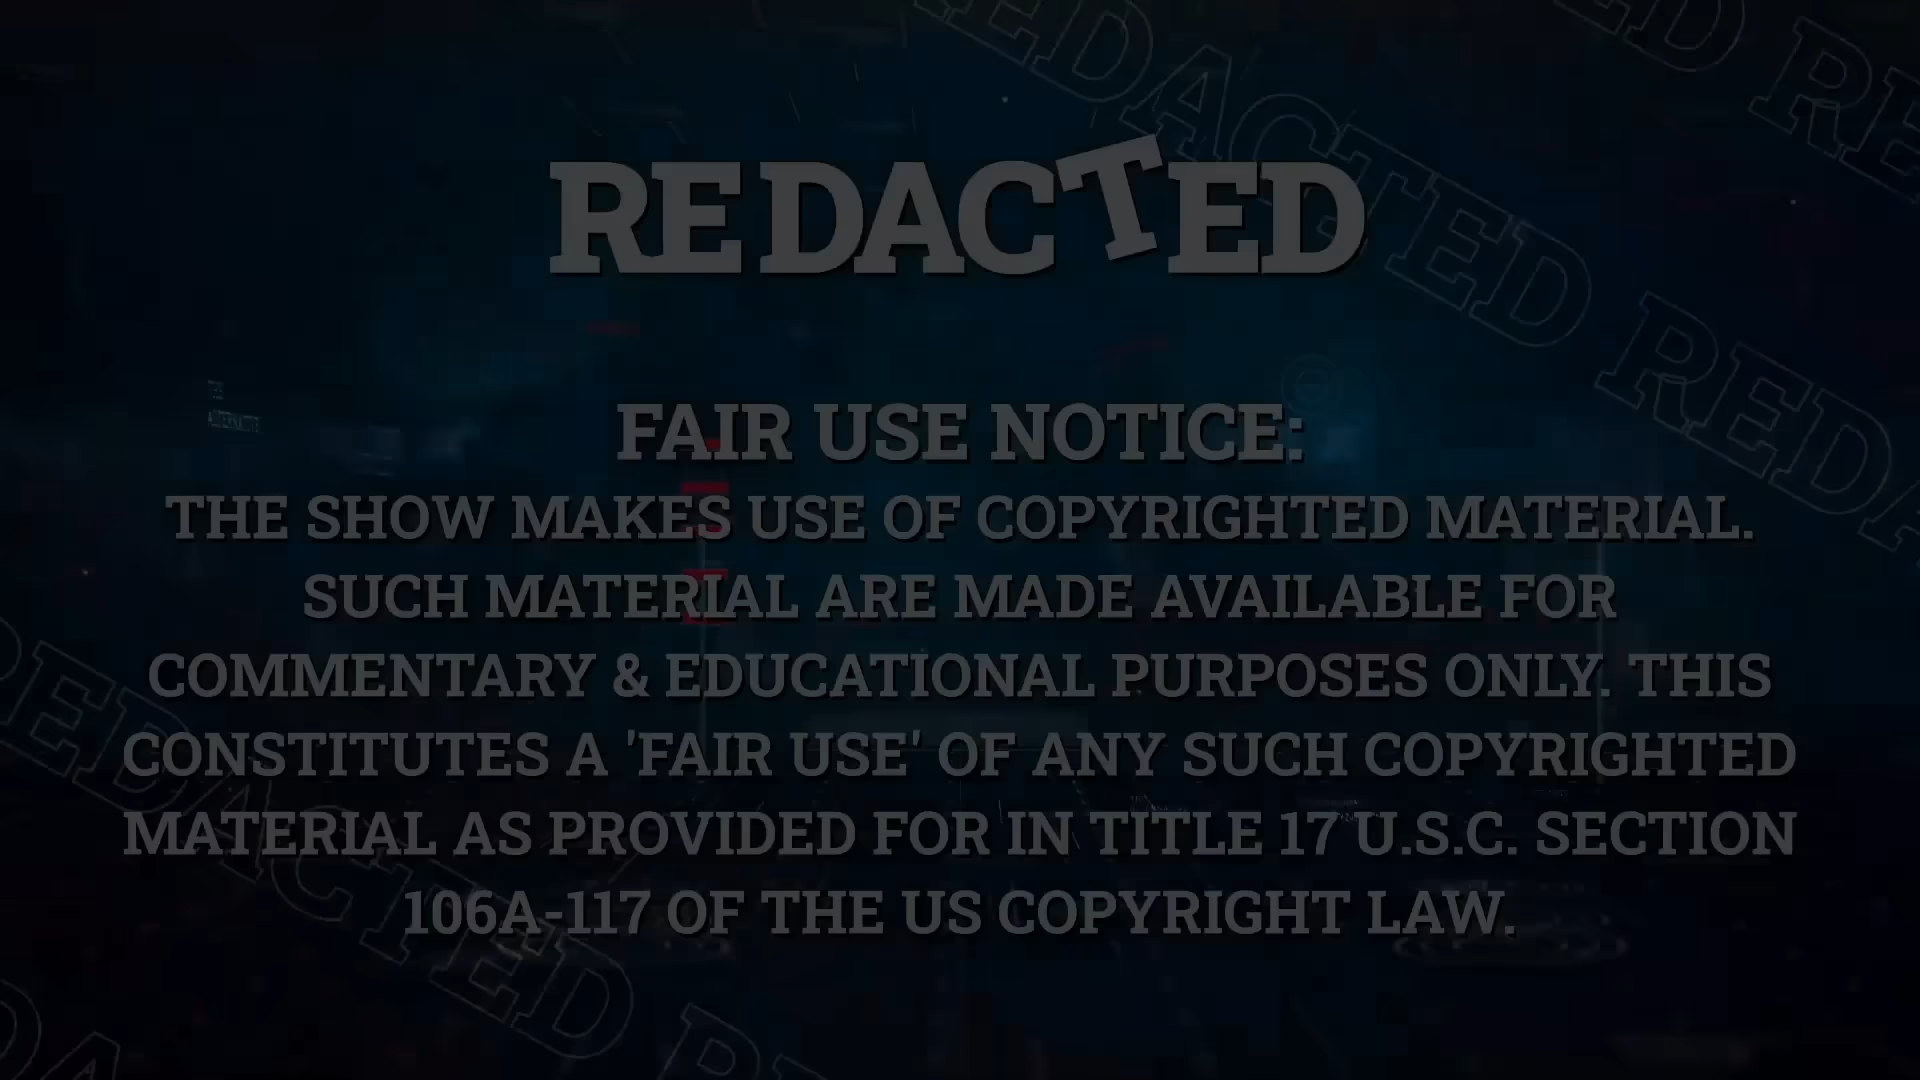 REDACTED
FAIR USE NOTICE:
THE SHOW MAKES USE OF COPYRIGHTED MATERIAL.
SUCH MATERIAL ARE MADE AVAILABLE FOR
COMMENTARY & EDUCATIONAL PURPOSES ONLY. THIS
CONSTITUTES A 'FAIR USE' OF ANY SUCH COPYRIGHTED
MATERIAL AS PROVIDED FOR IN TITLE 17 U.S.C. SECTION
106A-117 OF THE US COPYRIGHT LAW.